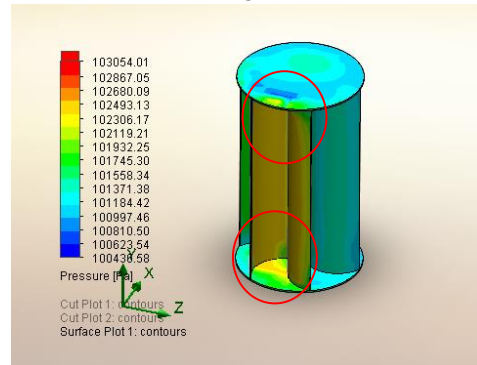 103054.01
102867.05
102680.09
102493.13
102306.17
102119.21
101932.25
101745.30
101558.34
101371.38
101184.42
100997.46
100810.50
100623.54
100436.58
Pressure [Pa]
Y
X
Z
Cut Plot 1: contours
Cut Plot 2: contours
Surface Plot 1: contours